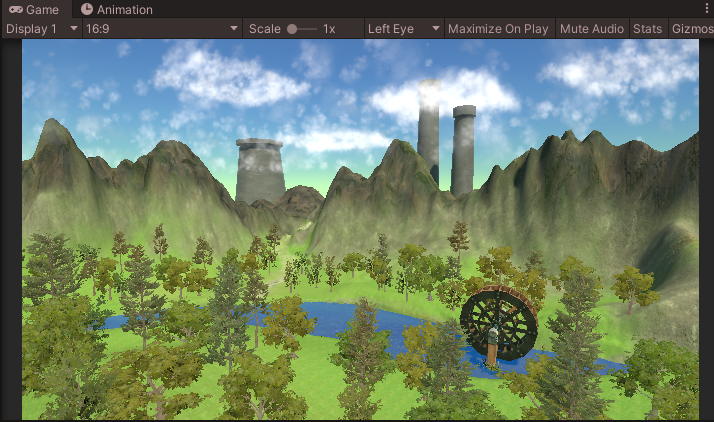 Game Animation
Display 1 16:9 Scale 1x Left Eye Maximize On Play Mute Audio Stats Gizmos